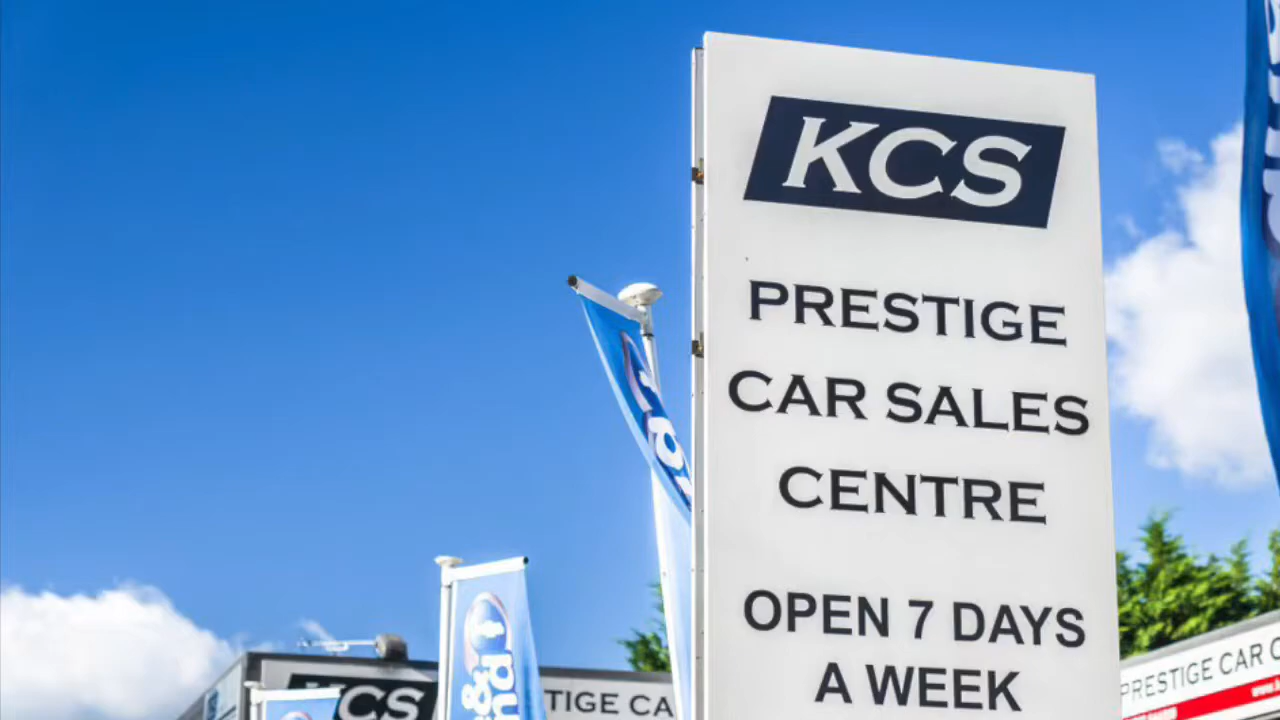 KCS
PRESTIGE
CAR SALES
CENTRE
OPEN 7 DAYS
A WEEK
KCS
TIGE CA
PRESTIGE CAR